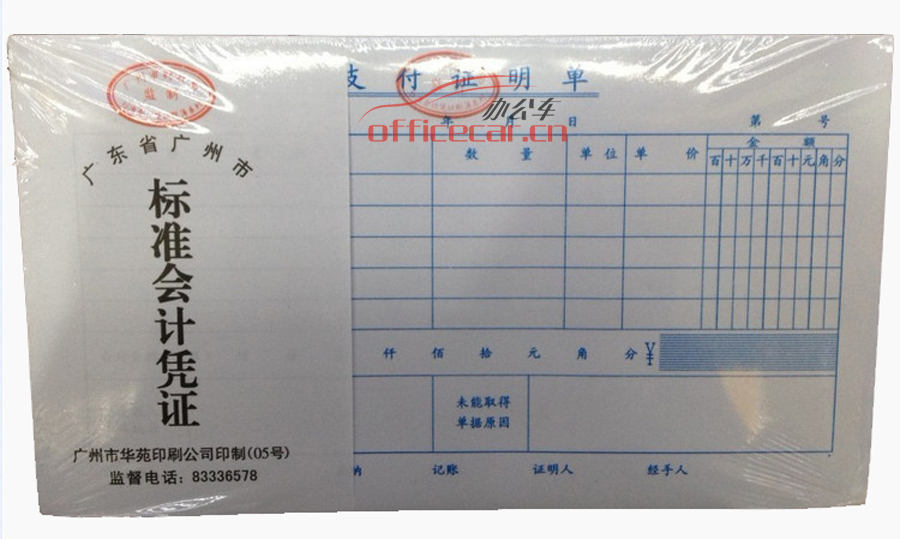 监制
广东省广州市
标准会计凭证
广州市华苑印刷公司印制(05号)
监督电话：83336578
支付证明单
办公车
officecar.cn
年 月 日 第 号
数量 单位 单价 金额
百十万千百十元角分
仟 佰 拾 元 角 分 ¥
未能取得
单据原因
纳 记账 证明人 经手人